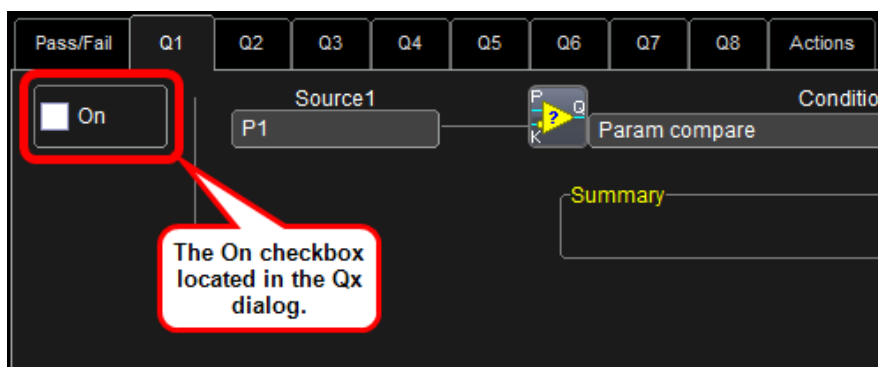 Pass/Fail Q1 Q2 Q3 Q4 Q5 Q6 Q7 Q8 Actions
On
Source1
P1
P
? Q
K
Conditio
Param compare
Summary
The On checkbox
located in the Qx
dialog.